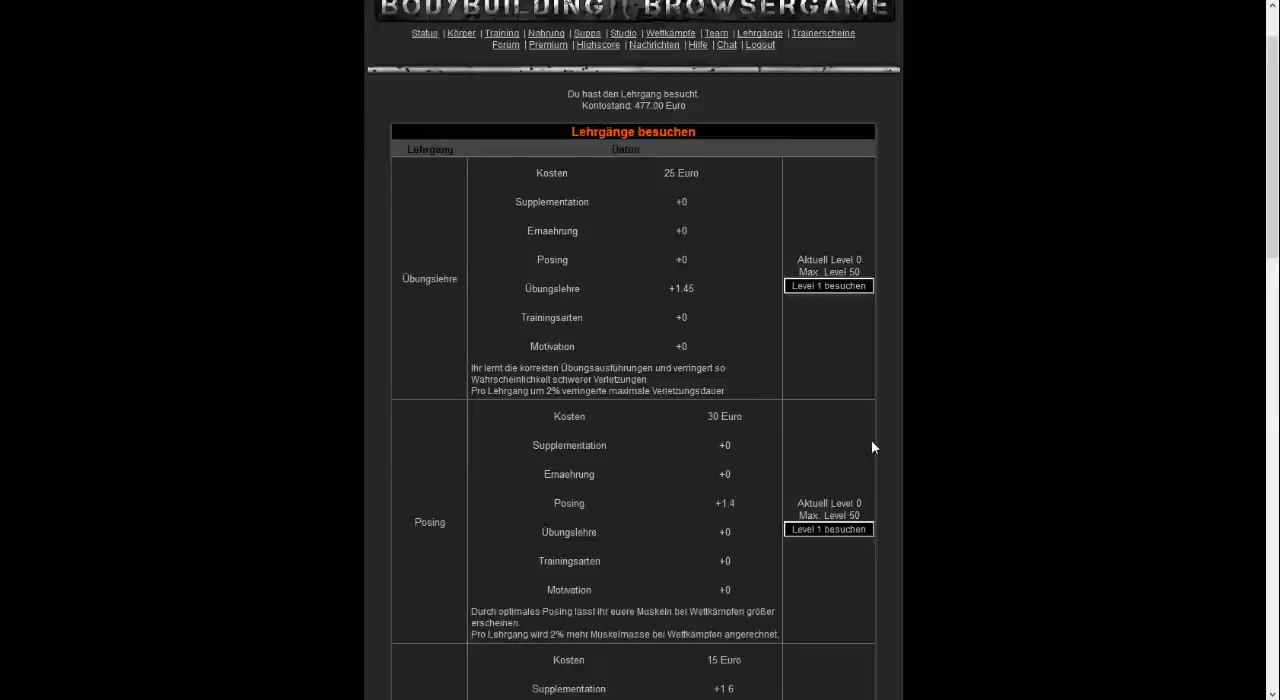 BODYBUILDING BROWSERGAME
Status | Körper | Training | Nahrung | Supps | Studio | Wettkämpfe | Team | Lehrgänge | Trainerscheine
Forum | Premium | Highscore | Nachrichten | Hilfe | Chat | Logout
Du hast den Lehrgang besucht.
Kontostand: 477.00 Euro
Lehrgänge besuchen
Lehrgang Daten
Kosten 25 Euro
Supplementation +0
Ernaehrung +0
Posing +0
Übungslehre +1.45
Trainingsarten +0
Motivation +0
Ihr lernt die korrekten Übungsausführungen und verringert so
Wahrscheinlichkeit schwerer Verletzungen.
Pro Lehrgang um 2% verringerte maximale Verletzungsdauer
Übungslehre
Aktuell Level 0
Max. Level 50
Level 1 besuchen
Kosten 30 Euro
Supplementation +0
Ernaehrung +0
Posing +1.4
Übungslehre +0
Trainingsarten +0
Motivation +0
Durch optimales Posing lässt ihr euere Muskeln bei Wettkämpfen größer
erscheinen.
Pro Lehrgang wird 2% mehr Muskelmasse bei Wettkämpfen angerechnet.
Posing
Aktuell Level 0
Max. Level 50
Level 1 besuchen
Kosten 15 Euro
Supplementation +1.6